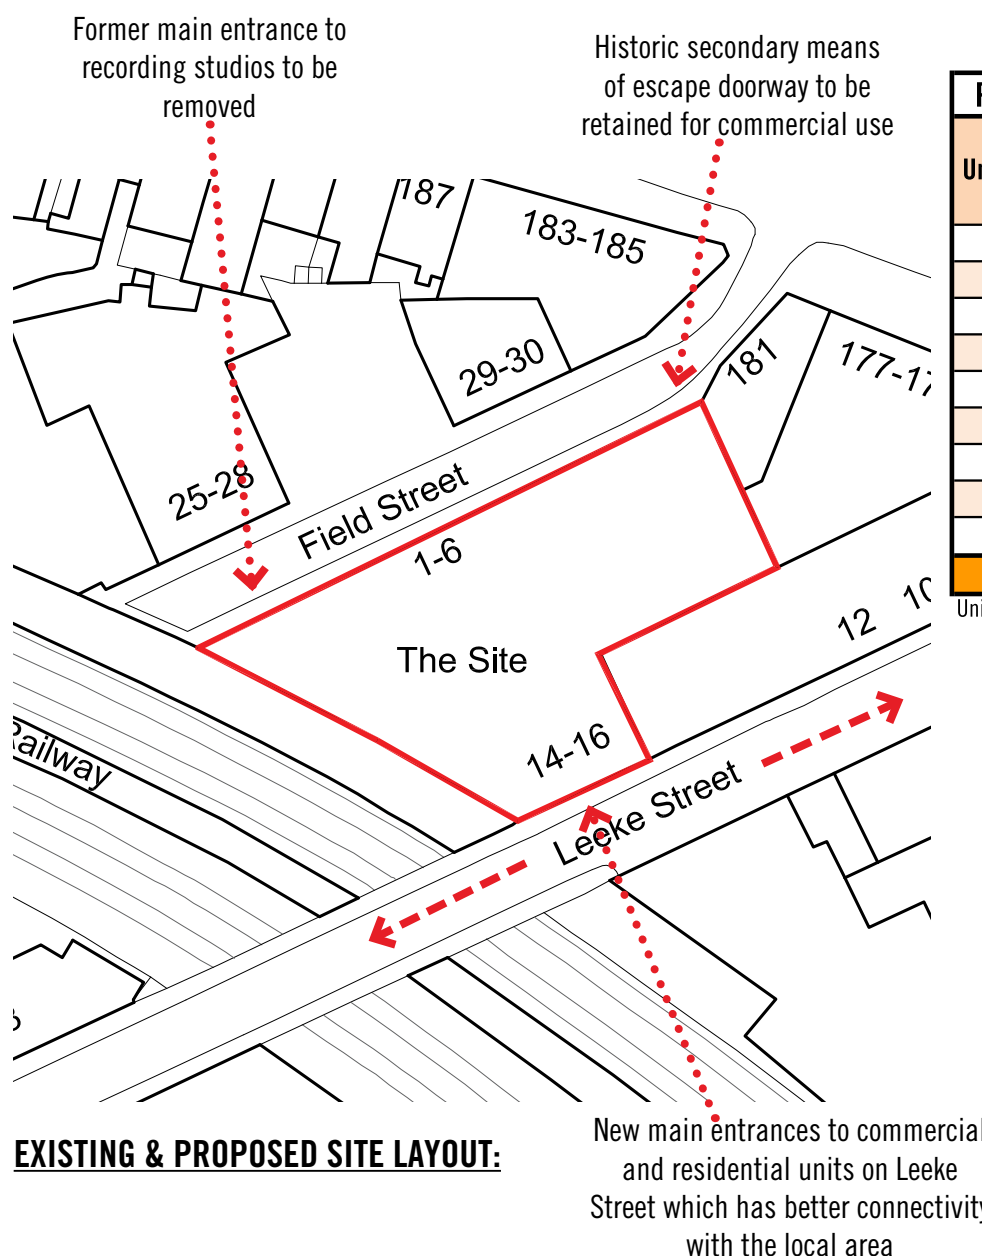 Former main entrance to
recording studios to be
removed
Historic secondary means
of escape doorway to be
retained for commercial use
187
183-185
29-30
181
177-17
25-28
Field Street
1-6
The Site
12
10
14-16
Railway
Leeke Street
EXISTING & PROPOSED SITE LAYOUT:
New main entrances to commercial
and residential units on Leeke
Street which has better connectivity
with the local area